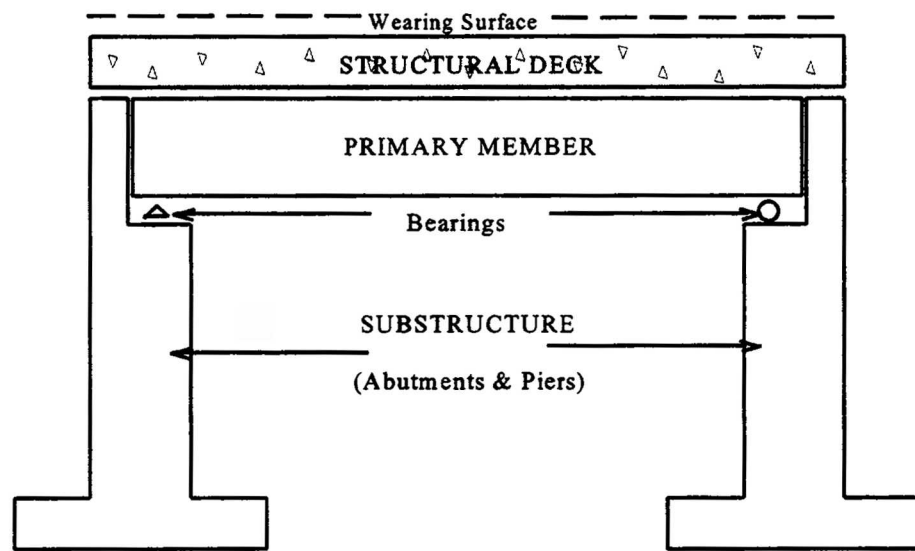 Wearing Surface
STRUCTURAL DECK
PRIMARY MEMBER
Bearings
SUBSTRUCTURE
(Abutments & Piers)